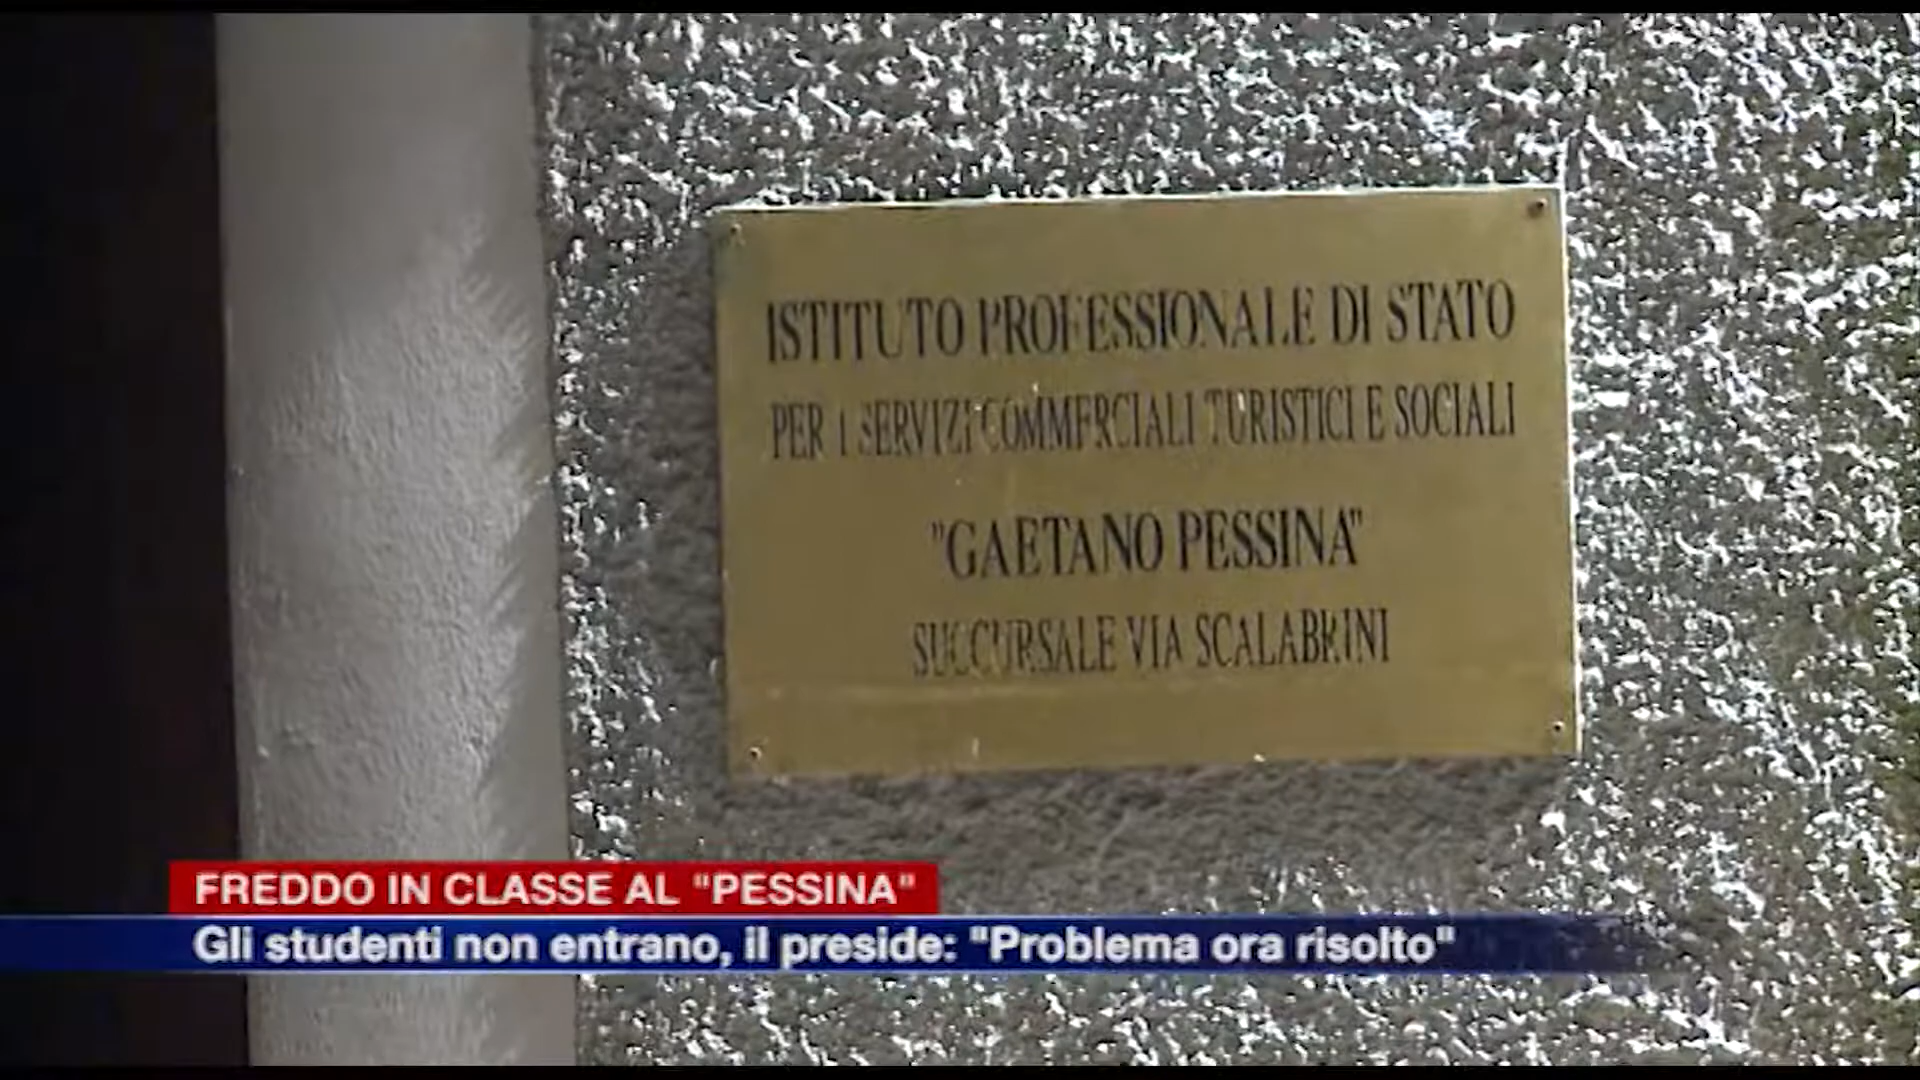 ISTITUTO PROFESSIONALE DI STATO
PER I SERVIZI COMMERCIALI TURISTICI E SOCIALI
"GAETANO PESSINA"
SUCCURSALE VIA SCALABRINI
FREDDO IN CLASSE AL "PESSINA"
Gli studenti non entrano, il preside: "Problema ora risolto"